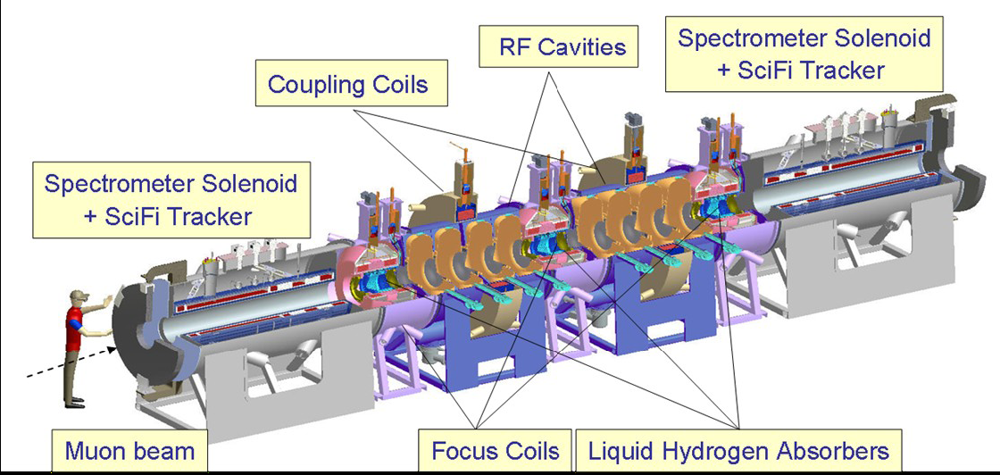 RF Cavities
Spectrometer Solenoid
+ SciFi Tracker
Coupling Coils
Spectrometer Solenoid
+ SciFi Tracker
Muon beam
Focus Coils
Liquid Hydrogen Absorbers